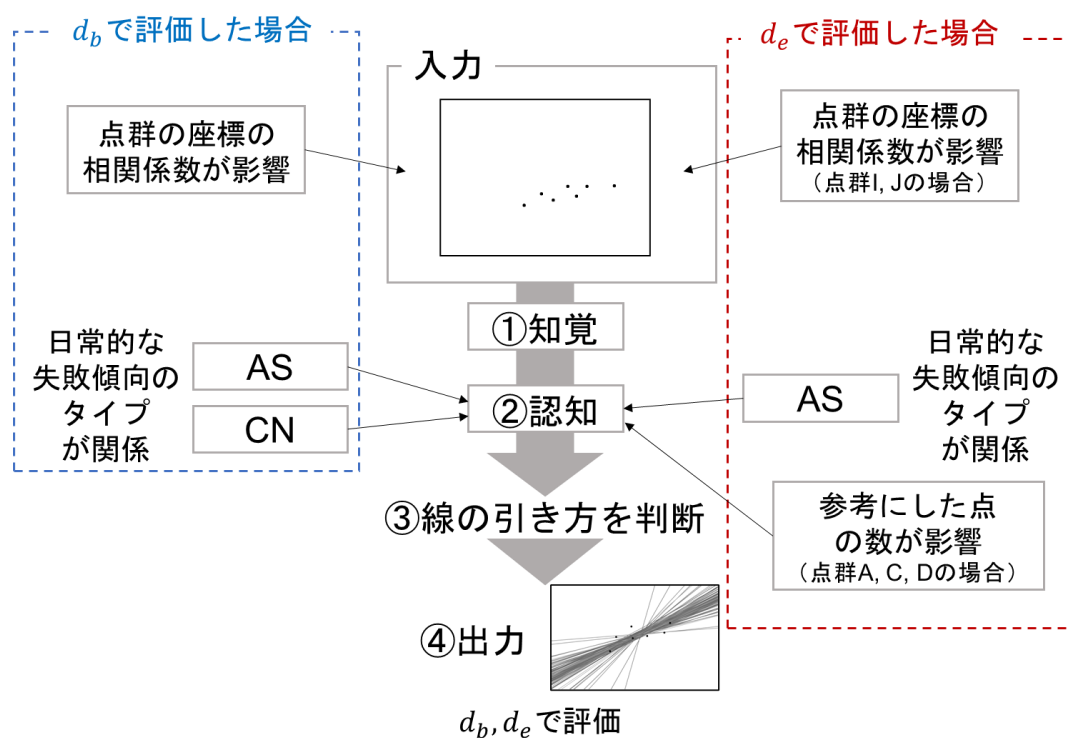 d_bで評価した場合
点群の座標の
相関係数が影響
日常的な
失敗傾向の
タイプ
が関係
AS
CN
入力
①知覚
②認知
③線の引き方を判断
④出力
d_b, d_eで評価
d_eで評価した場合
点群の座標の
相関係数が影響
（点群I, Jの場合）
AS
日常的な
失敗傾向の
タイプ
が関係
参考にした点
の数が影響
（点群A, C, Dの場合）